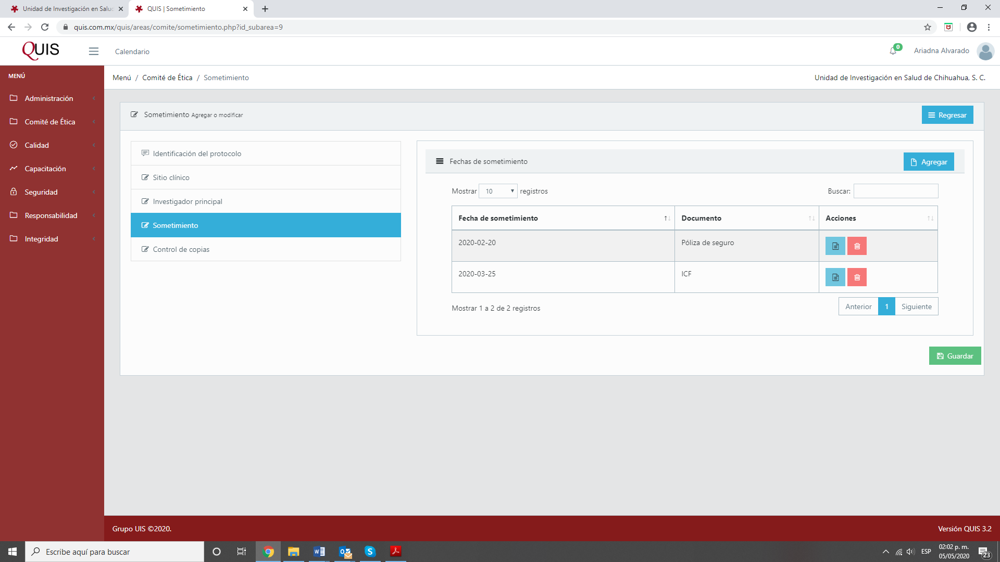 Unidad de Investigación en Saluc
QUIS | Sometimiento
quis.com.mx/quis/areas/comite/sometimiento.php?id_subarea=9
QUIS
Calendario
0
Ariadna Alvarado
MENÚ
Menú / Comité de Ética / Sometimiento
Unidad de Investigación en Salud de Chihuahua, S. C.
Administración
Comité de Ética
Calidad
Capacitación
Seguridad
Responsabilidad
Integridad
Sometimiento Agregar o modificar
Regresar
Identificación del protocolo
Sitio clínico
Investigador principal
Sometimiento
Control de copias
Fechas de sometimiento
Agregar
Mostrar 10 registros
Buscar:
Fecha de sometimiento Documento Acciones
2020-02-20 Póliza de seguro
2020-03-25 ICF
Mostrar 1 a 2 de 2 registros
Anterior 1 Siguiente
Guardar
Grupo UIS ©2020.
Versión QUIS 3.2
Escribe aquí para buscar
ESP
02:02 p. m.
05/05/2020
23